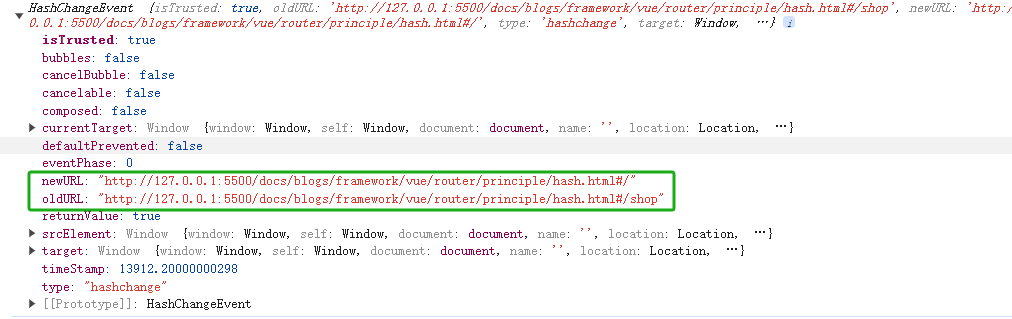 HashChangeEvent {isTrusted: true, oldURL: 'http://127.0.0.1:5500/docs/blogs/framework/vue/router/principle/hash.html#/shop', newURL: 'http:/
0.0.1:5500/docs/blogs/framework/vue/router/principle/hash.html#/', type: 'hashchange', target: Window, …} i
isTrusted: true
bubbles: false
cancelBubble: false
cancelable: false
composed: false
currentTarget: Window {window: Window, self: Window, document: document, name: '', location: Location, …}
defaultPrevented: false
eventPhase: 0
newURL: "http://127.0.0.1:5500/docs/blogs/framework/vue/router/principle/hash.html#/"
oldURL: "http://127.0.0.1:5500/docs/blogs/framework/vue/router/principle/hash.html#/shop"
returnValue: true
srcElement: Window {window: Window, self: Window, document: document, name: '', location: Location, …}
target: Window {window: Window, self: Window, document: document, name: '', location: Location, …}
timeStamp: 13912.20000000298
type: "hashchange"
[[Prototype]]: HashChangeEvent